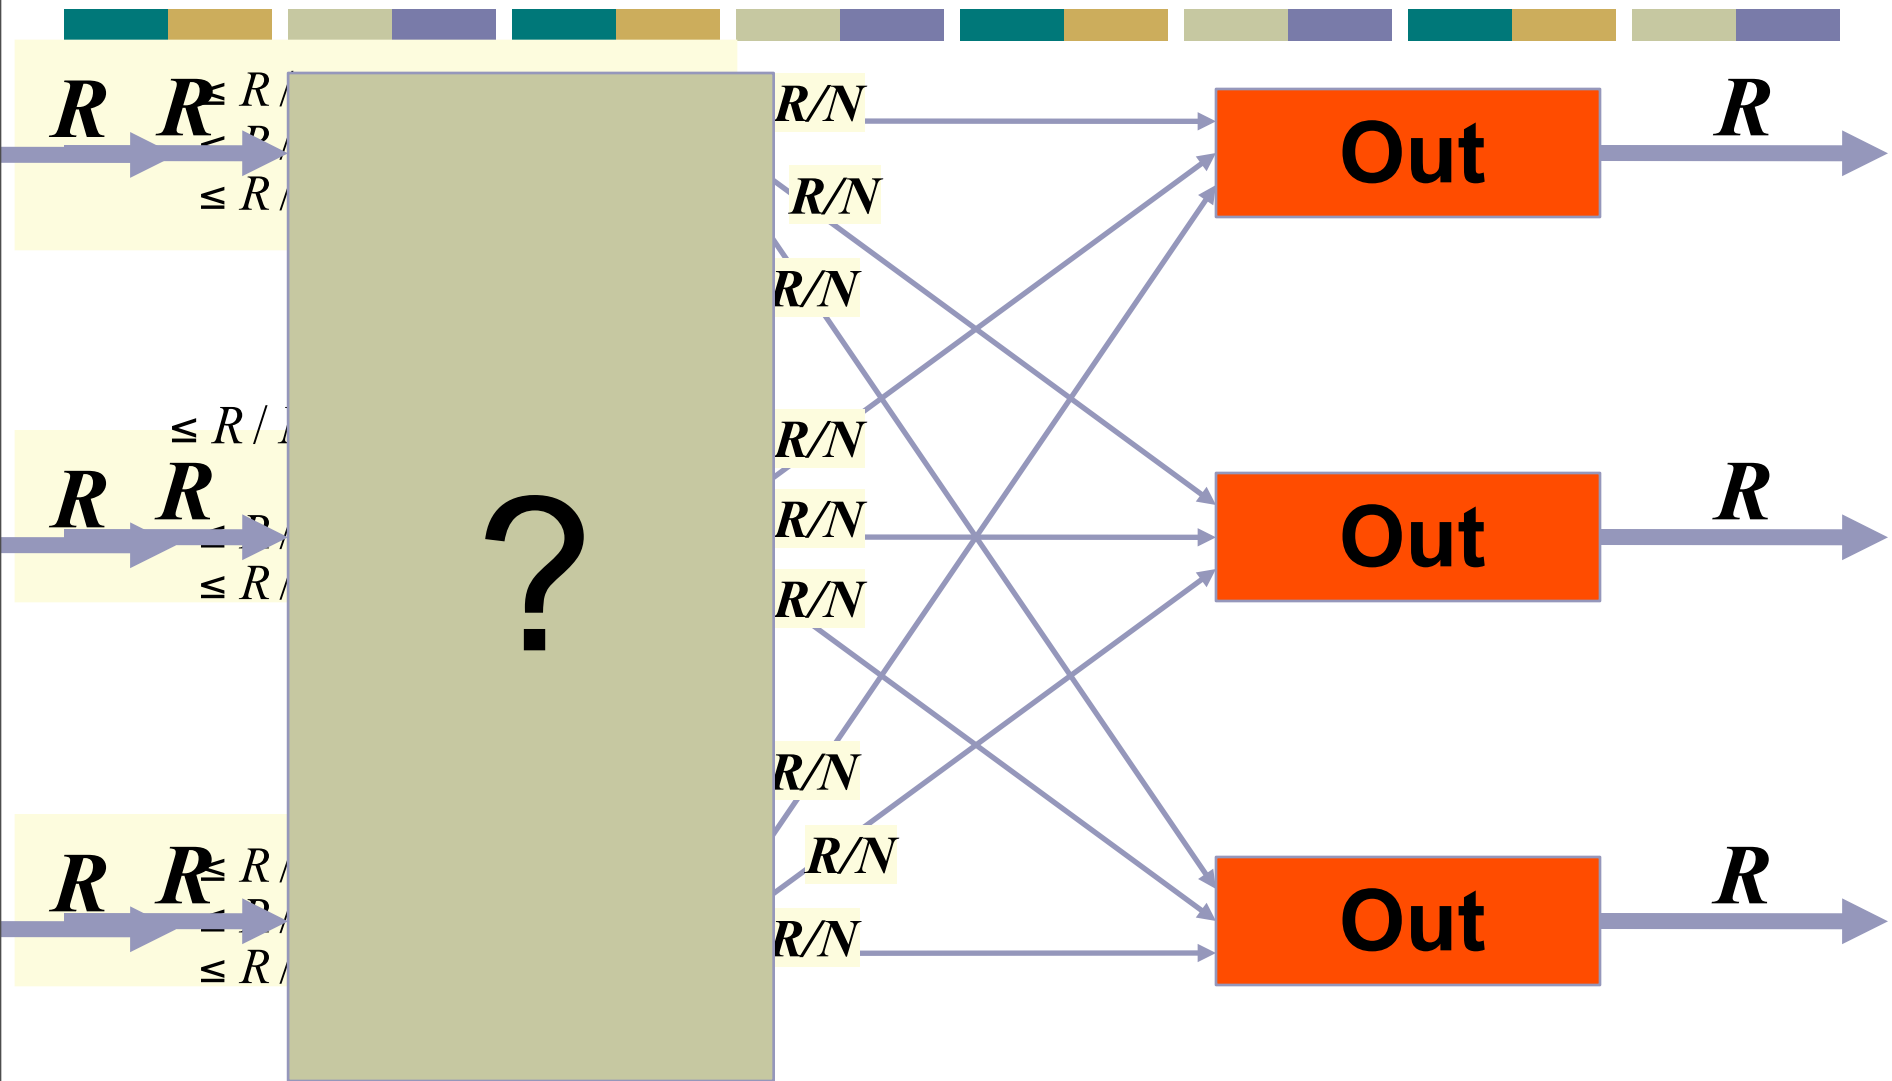 R R ≤ R / R/N Out R
≤ R/
≤ R/ R/N
R/N
≤ R/ R/N
R R R/N Out R
≤ R/
≤ R/ R/N
R/N
R R ≤ R/ R/N Out R
≤ R/
≤ R/ R/N
?